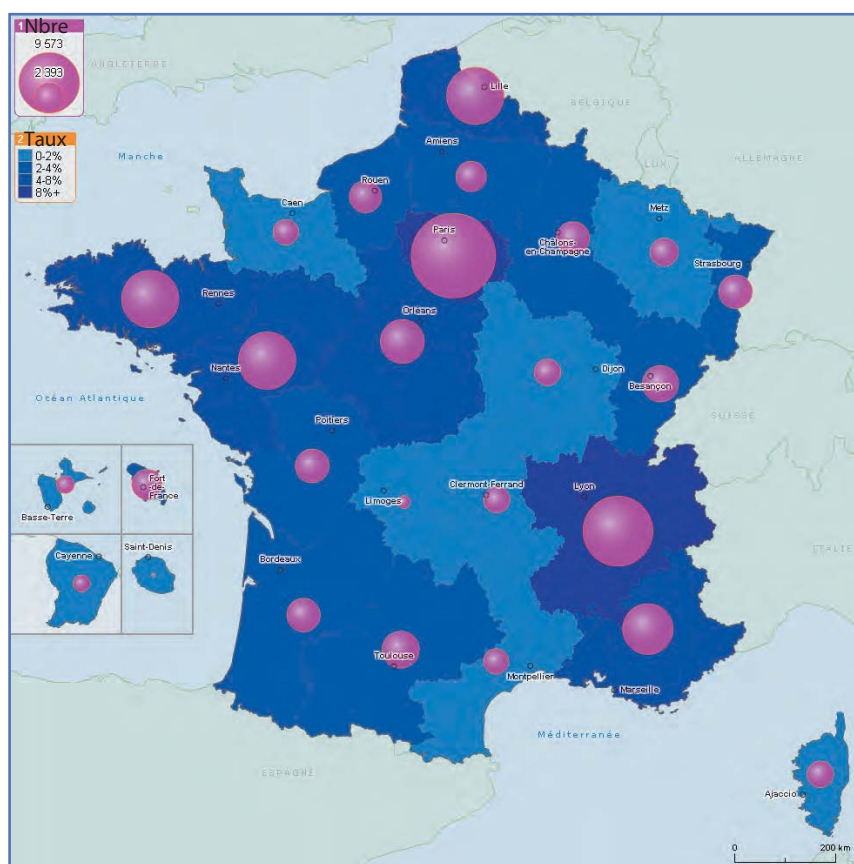 1 Nbre
9 573
2 393
2 Taux
0-2%
2-4%
4-8%
8%+
ANGLETERRE
BELGIQUE
LUX.
ALLEMAGNE
Manche
Lille
Amiens
Rouen
Caen
Metz
Paris
Châlons-
en-Champagne
Strasbourg
Rennes
Orléans
Nantes
Dijon
Besançon
SUISSE
Océan Atlantique
Poitiers
Limoges
Clermont-Ferrand
Lyon
Fort
-de-
France
Basse-Terre
Cayenne
Saint-Denis
ITALIE
Bordeaux
Toulouse
Montpellier
Marseille
Méditerranée
ESPAGNE
Ajaccio
0 200 km